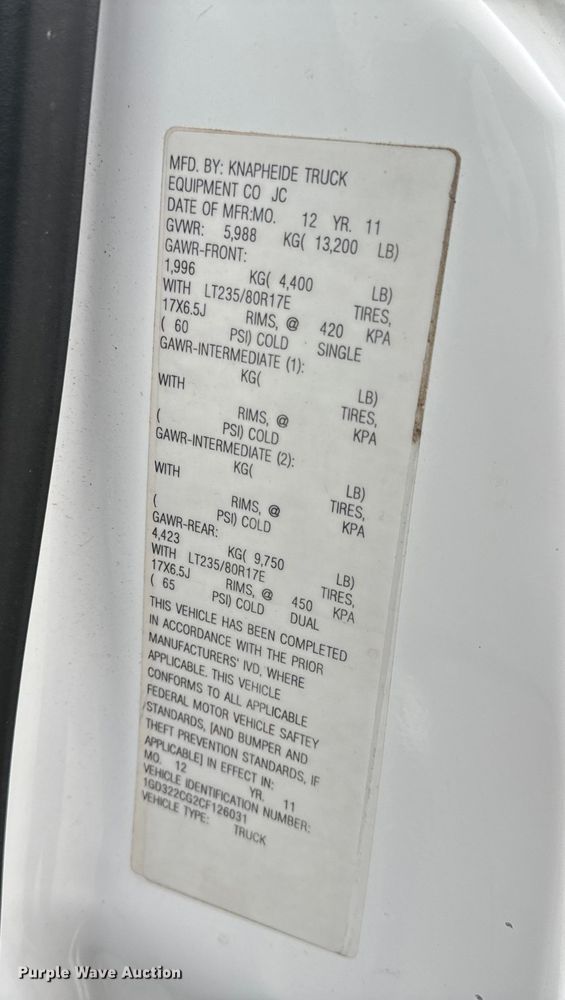 MFD. BY: KNAPHEIDE TRUCK
EQUIPMENT CO JC
DATE OF MFR:MO. 12 YR. 11
GVWR: 5,988 KG( 13,200 LB)
GAWR-FRONT:
1,996 KG( 4,400 LB)
WITH LT235/80R17E TIRES,
17X6.5J RIMS, @ 420 KPA
( 60 PSI) COLD SINGLE
GAWR-INTERMEDIATE (1):
KG( LB)
WITH TIRES,
RIMS, @ KPA
( PSI) COLD
GAWR-INTERMEDIATE (2):
KG( LB)
WITH TIRES,
RIMS, @ KPA
( PSI) COLD
GAWR-REAR:
4,423 KG( 9,750 LB)
WITH LT235/80R17E TIRES,
17X6.5J RIMS, @ 450 KPA
( 65 PSI) COLD DUAL
THIS VEHICLE HAS BEEN COMPLETED
IN ACCORDANCE WITH THE PRIOR
MANUFACTURERS' IVD, WHERE
APPLICABLE. THIS VEHICLE
CONFORMS TO ALL APPLICABLE
FEDERAL MOTOR VEHICLE SAFTEY
/STANDARDS, [AND BUMPER AND
THEFT PREVENTION STANDARDS, IF
APPLICABLE] IN EFFECT IN:
MO. 12 YR. 11
VEHICLE IDENTIFICATION NUMBER:
1GD322CG2CF126031
VEHICLE TYPE: TRUCK
Purple Wave Auction